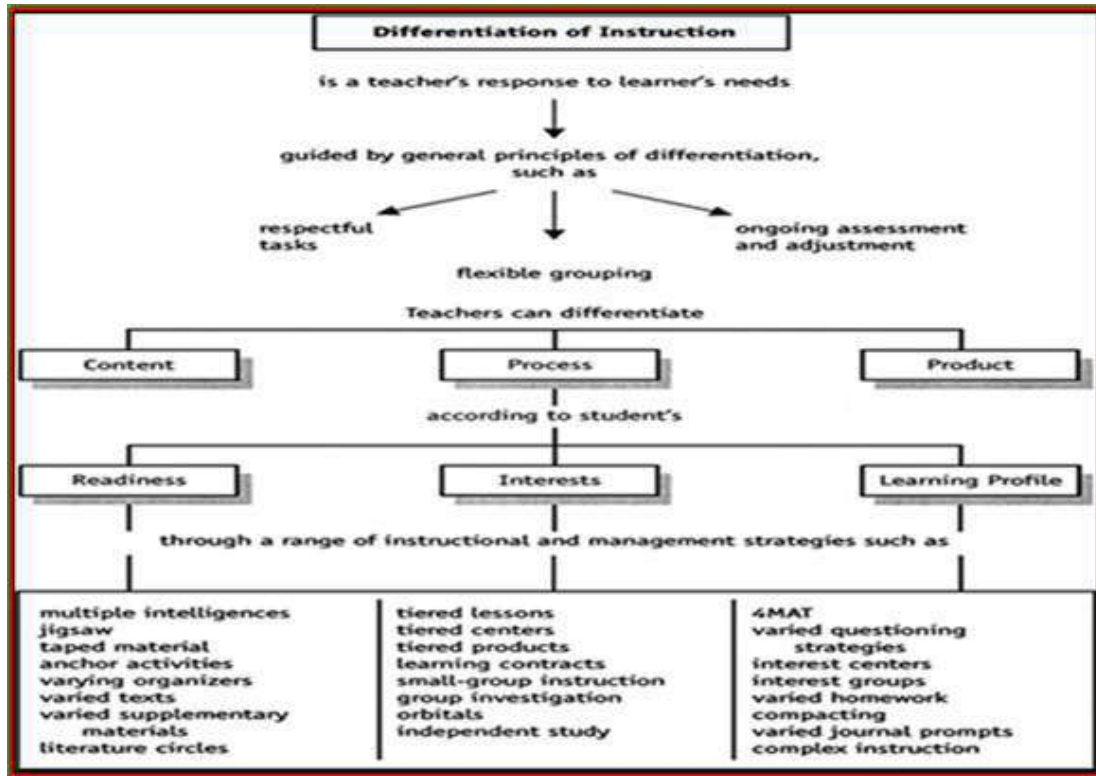 Differentiation of Instruction
is a teacher's response to learner's needs
guided by general principles of differentiation,
such as
respectful
tasks
flexible grouping
ongoing assessment
and adjustment
Teachers can differentiate
Content
Process
Product
according to student's
Readiness
Interests
Learning Profile
through a range of instructional and management strategies such as
multiple intelligences
jigsaw
taped material
anchor activities
varying organizers
varied texts
varied supplementary
materials
literature circles
tiered lessons
tiered centers
tiered products
learning contracts
small-group instruction
group investigation
orbitals
independent study
4MAT
varied questioning
strategies
interest centers
interest groups
varied homework
compacting
varied journal prompts
complex instruction